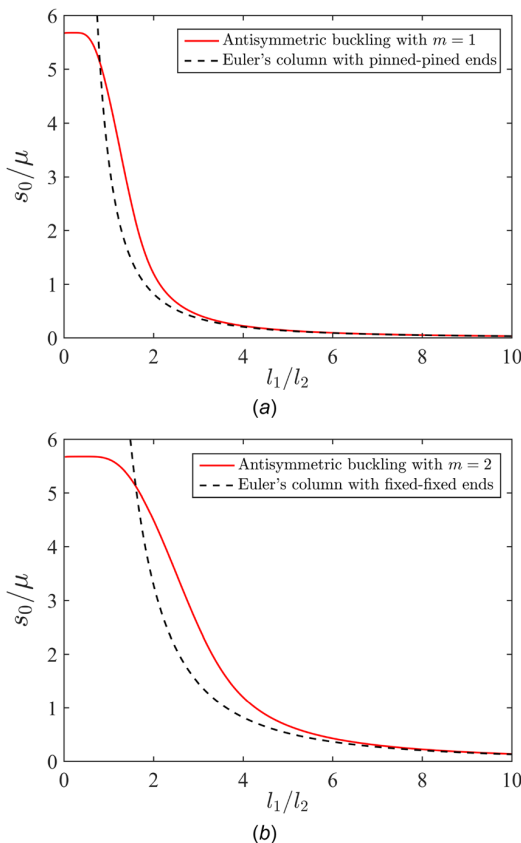 6
5
4
3
2
1
0
s₀/μ
Antisymmetric buckling with m = 1
Euler's column with pinned-pined ends
0 2 4 6 8 10
l₁/l₂
(a)
6
5
4
3
2
1
0
s₀/μ
Antisymmetric buckling with m = 2
Euler's column with fixed-fixed ends
0 2 4 6 8 10
l₁/l₂
(b)